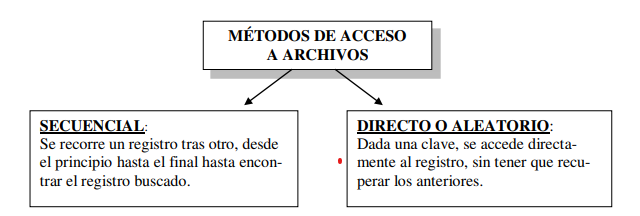 MÉTODOS DE ACCESO
A ARCHIVOS
SECUENCIAL:
Se recorre un registro tras otro, desde
el principio hasta el final hasta encon-
trar el registro buscado.
DIRECTO O ALEATORIO:
Dada una clave, se accede directa-
mente al registro, sin tener que recu-
perar los anteriores.